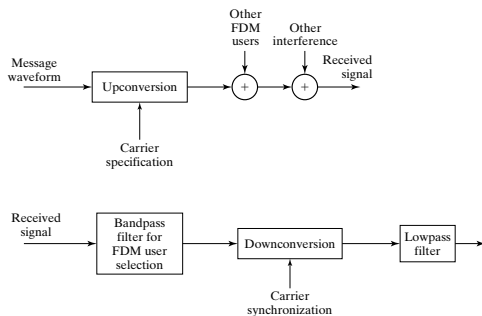 Other
FDM
users
Other
interference
Message
waveform
Received
signal
Upconversion
+
+
Carrier
specification
Received
signal
Bandpass
filter for
FDM user
selection
Downconversion
Lowpass
filter
Carrier
synchronization